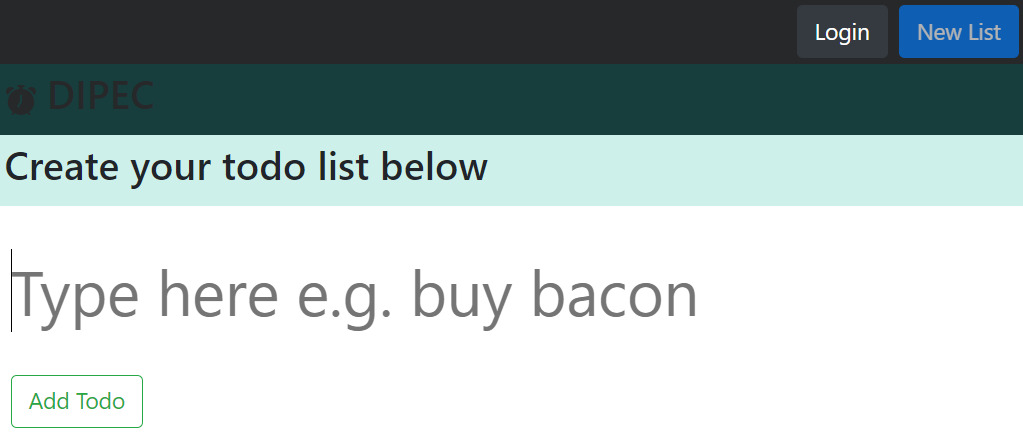 Login New List
DIPEC
Create your todo list below
Type here e.g. buy bacon
Add Todo